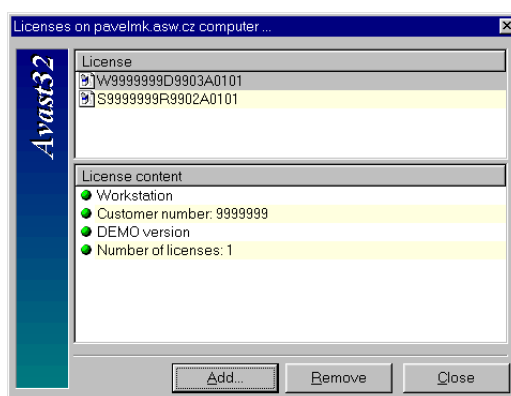 Licenses on pavelmk.asw.cz computer ...
Avast32
License
W9999999D9903A0101
S9999999R9902A0101
License content
Workstation
Customer number: 9999999
DEMO version
Number of licenses: 1
Add...
Remove
Close